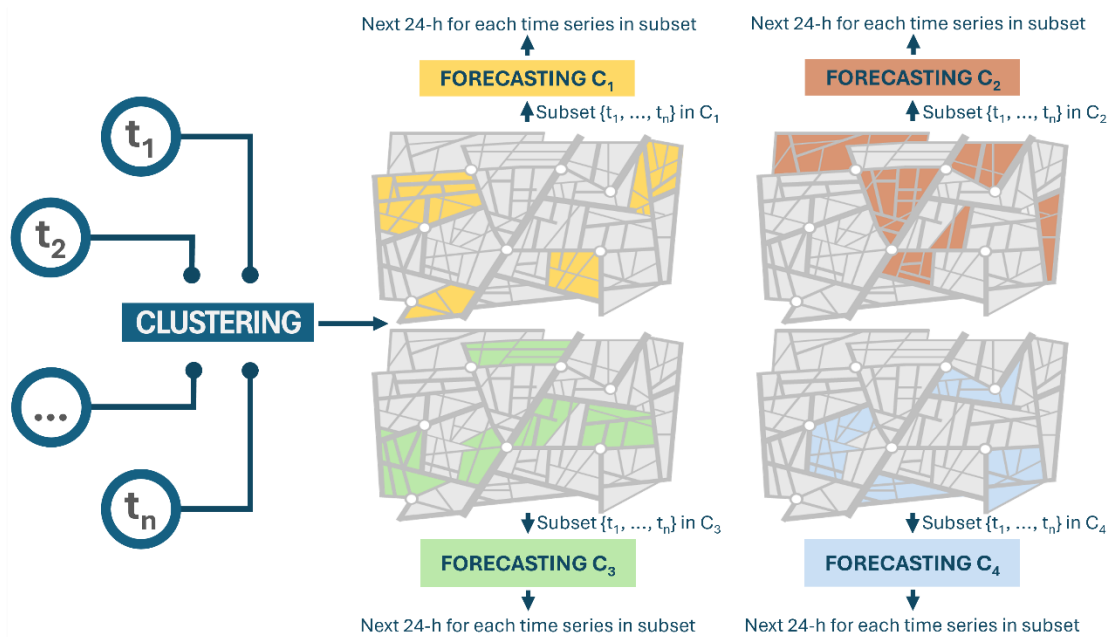 t₁
t₂
...
tₙ
CLUSTERING
Next 24-h for each time series in subset
FORECASTING C₁
Subset {t₁, ..., tₙ} in C₁
Next 24-h for each time series in subset
FORECASTING C₂
Subset {t₁, ..., tₙ} in C₂
Subset {t₁, ..., tₙ} in C₃
FORECASTING C₃
Next 24-h for each time series in subset
Subset {t₁, ..., tₙ} in C₄
FORECASTING C₄
Next 24-h for each time series in subset